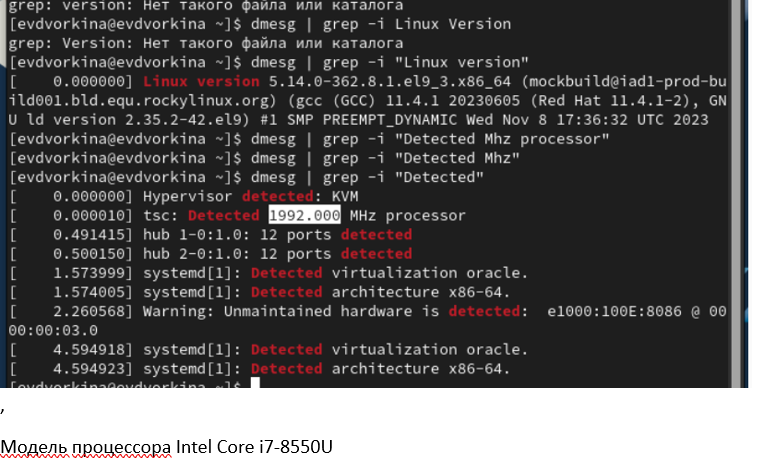 grep: version: Нет такого файла или каталога
[evdvorkina@evdvorkina ~]$ dmesg | grep -i Linux Version
grep: Version: Нет такого файла или каталога
[evdvorkina@evdvorkina ~]$ dmesg | grep -i "Linux version"
[    0.000000] Linux version 5.14.0-362.8.1.el9_3.x86_64 (mockbuild@iad1-prod-bu
ild001.bld.equ.rockylinux.org) (gcc (GCC) 11.4.1 20230605 (Red Hat 11.4.1-2), GN
U ld version 2.35.2-42.el9) #1 SMP PREEMPT_DYNAMIC Wed Nov 8 17:36:32 UTC 2023
[evdvorkina@evdvorkina ~]$ dmesg | grep -i "Detected Mhz processor"
[evdvorkina@evdvorkina ~]$ dmesg | grep -i "Detected Mhz"
[evdvorkina@evdvorkina ~]$ dmesg | grep -i "Detected"
[    0.000000] Hypervisor detected: KVM
[    0.000010] tsc: Detected 1992.000 MHz processor
[    0.491415] hub 1-0:1.0: 12 ports detected
[    0.500150] hub 2-0:1.0: 12 ports detected
[    1.573999] systemd[1]: Detected virtualization oracle.
[    1.574005] systemd[1]: Detected architecture x86-64.
[    2.260568] Warning: Unmaintained hardware is detected:  e1000:100E:8086 @ 00
00:00:03.0
[    4.594918] systemd[1]: Detected virtualization oracle.
[    4.594923] systemd[1]: Detected architecture x86-64.
[evdvorkina@evdvorkina ~]$
,
Модель процессора Intel Core i7-8550U